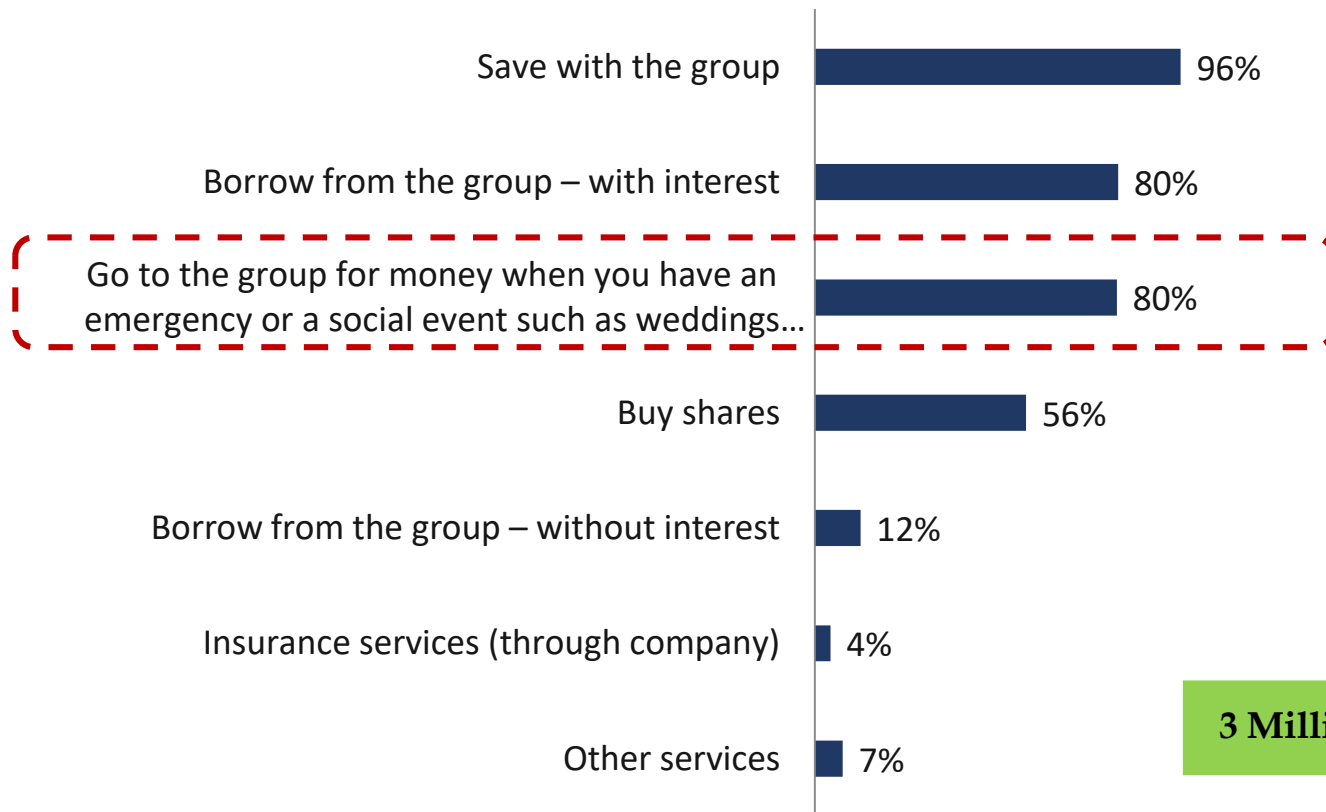 Save with the group 96%
Borrow from the group – with interest 80%
Go to the group for money when you have an
emergency or a social event such as weddings... 80%
Buy shares 56%
Borrow from the group – without interest 12%
Insurance services (through company) 4%
3 Milli
Other services 7%